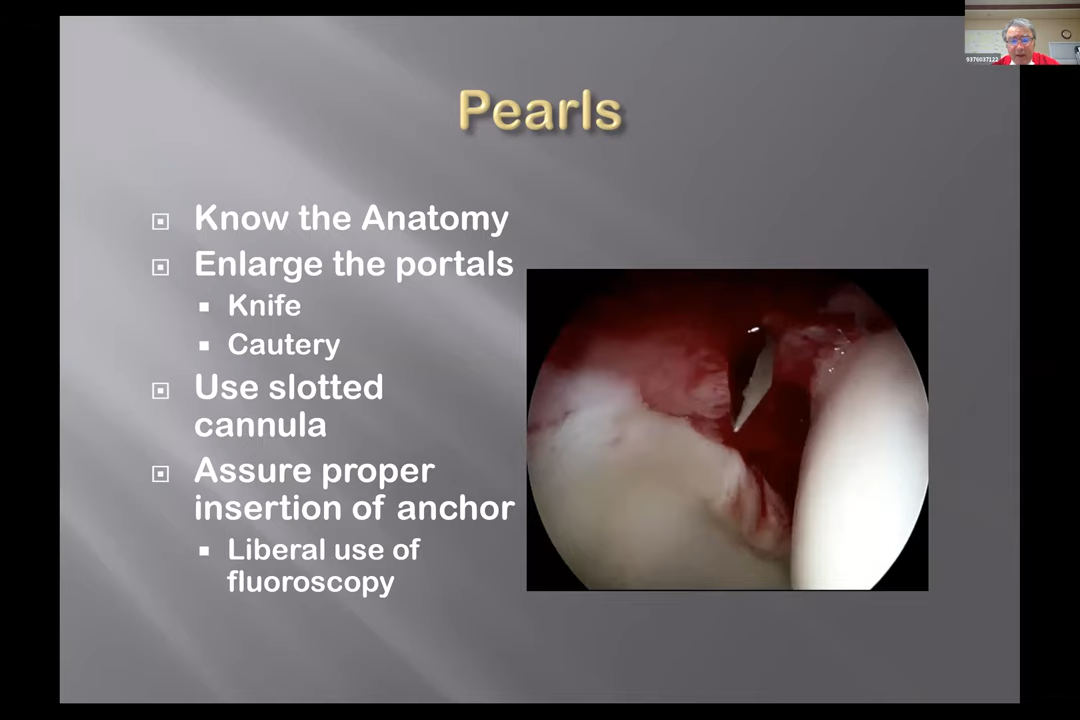 Pearls
Know the Anatomy
Enlarge the portals
Knife
Cautery
Use slotted
cannula
Assure proper
insertion of anchor
Liberal use of
fluoroscopy